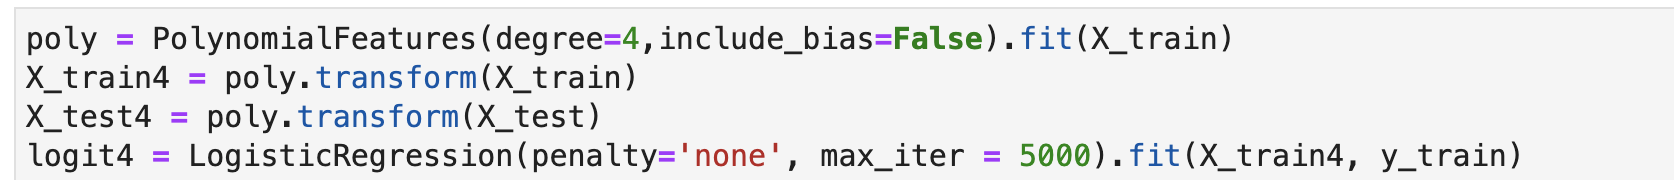 poly = PolynomialFeatures(degree=4,include_bias=False).fit(X_train)
X_train4 = poly.transform(X_train)
X_test4 = poly.transform(X_test)
logit4 = LogisticRegression(penalty='none', max_iter = 5000).fit(X_train4, y_train)